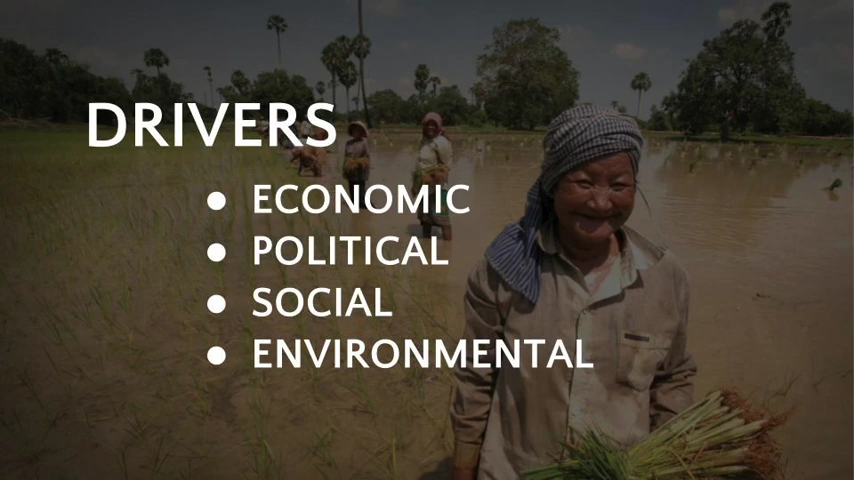 DRIVERS
● ECONOMIC
● POLITICAL
● SOCIAL
● ENVIRONMENTAL